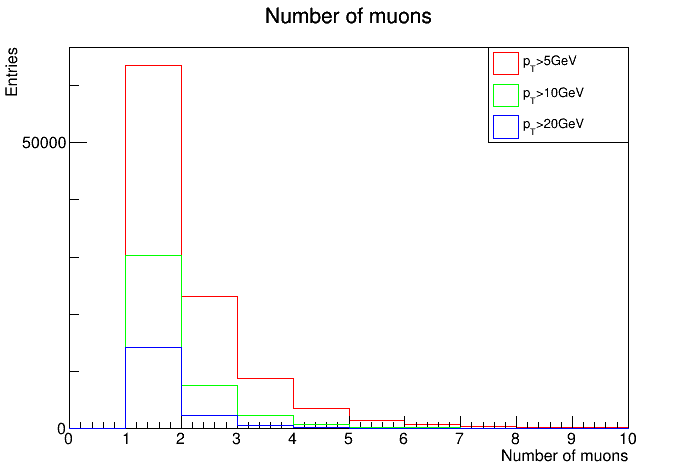 Number of muons
Entries
p_T>5GeV
p_T>10GeV
p_T>20GeV
50000
0
0 1 2 3 4 5 6 7 8 9 10
Number of muons